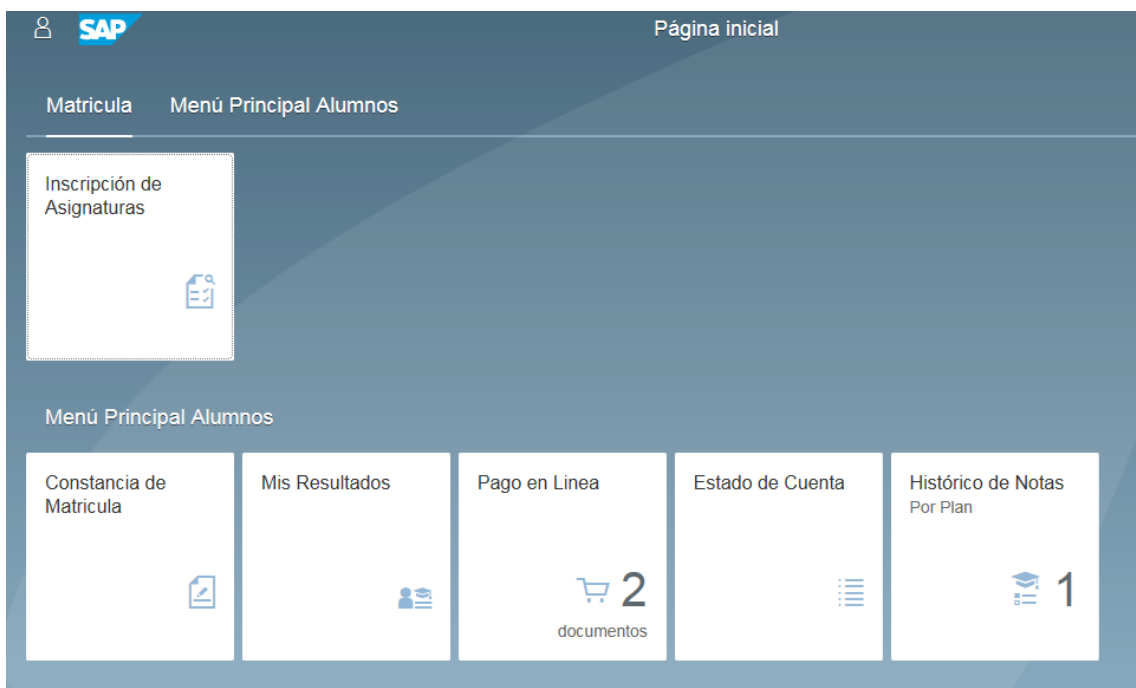 SAP
Página inicial
Matricula
Menú Principal Alumnos
Inscripción de
Asignaturas
Menú Principal Alumnos
Constancia de
Matricula
Mis Resultados
Pago en Linea
2
documentos
Estado de Cuenta
Histórico de Notas
Por Plan
1